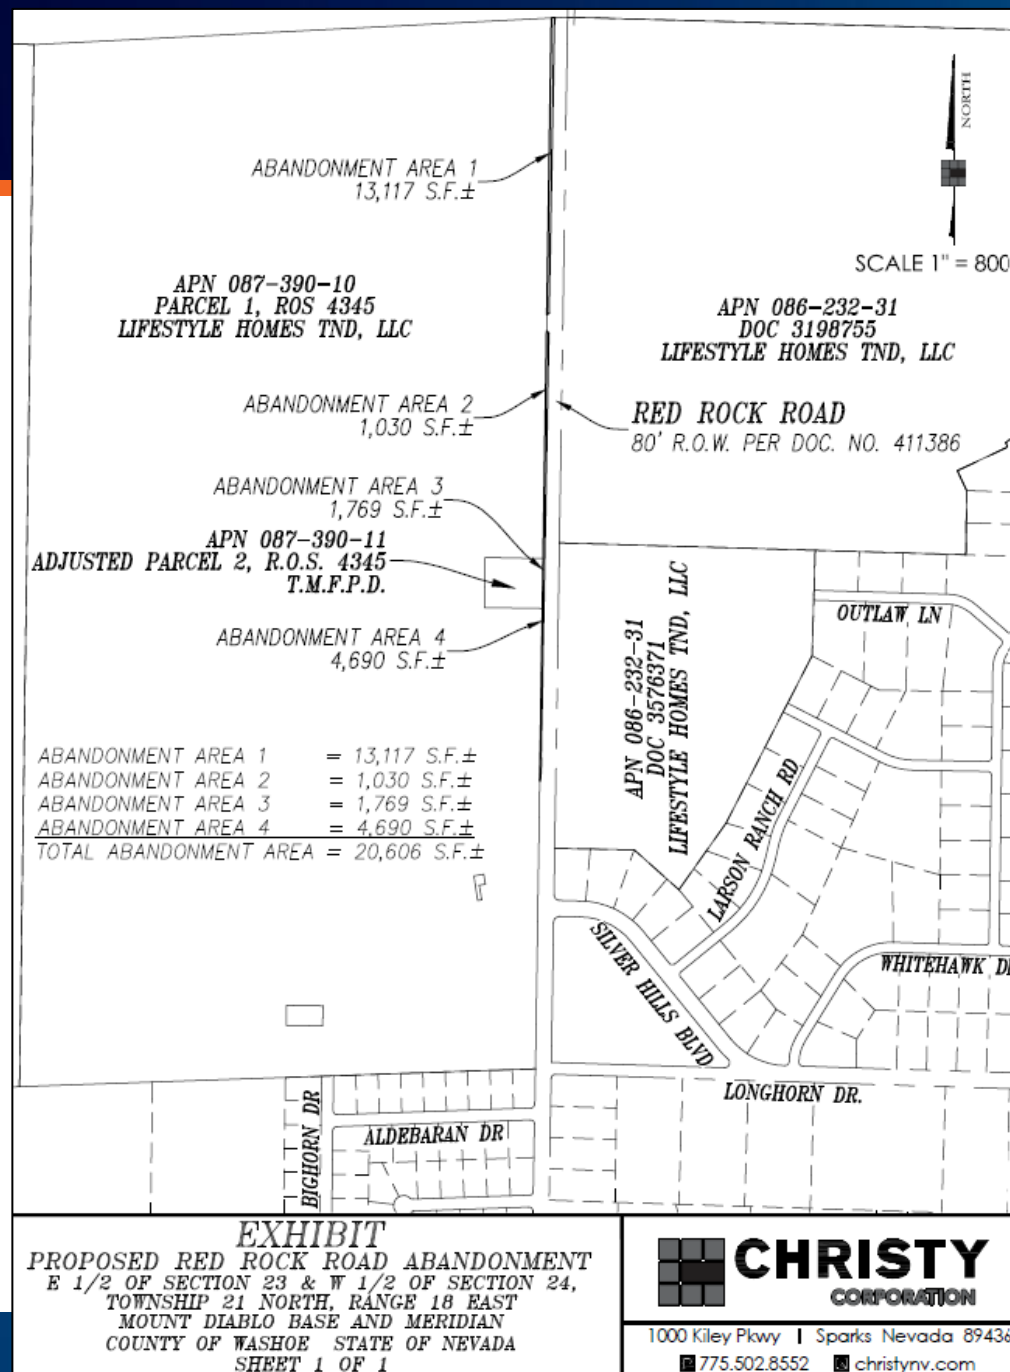 ABANDONMENT AREA 1
13,117 S.F.±
NORTH
SCALE 1" = 800
APN 087-390-10
PARCEL 1, ROS 4345
LIFESTYLE HOMES TND, LLC
APN 086-232-31
DOC 3198755
LIFESTYLE HOMES TND, LLC
ABANDONMENT AREA 2
1,030 S.F.±
RED ROCK ROAD
80' R.O.W. PER DOC. NO. 411386
ABANDONMENT AREA 3
1,769 S.F.±
APN 087-390-11
ADJUSTED PARCEL 2, R.O.S. 4345
T.M.F.P.D.
ABANDONMENT AREA 4
4,690 S.F.±
APN 086-232-31
DOC 3576371
LIFESTYLE HOMES TND, LLC
OUTLAW LN
ABANDONMENT AREA 1 = 13,117 S.F.±
ABANDONMENT AREA 2 = 1,030 S.F.±
ABANDONMENT AREA 3 = 1,769 S.F.±
ABANDONMENT AREA 4 = 4,690 S.F.±
TOTAL ABANDONMENT AREA = 20,606 S.F.±
LARSON RANCH RD
SILVER HILLS BLVD
WHITEHAWK D
LONGHORN DR.
BIGHORN DR
ALDEBARAN DR
EXHIBIT
PROPOSED RED ROCK ROAD ABANDONMENT
E 1/2 OF SECTION 23 & W 1/2 OF SECTION 24,
TOWNSHIP 21 NORTH, RANGE 18 EAST
MOUNT DIABLO BASE AND MERIDIAN
COUNTY OF WASHOE STATE OF NEVADA
SHEET 1 OF 1
CHRISTY
CORPORATION
1000 Kiley Pkwy | Sparks Nevada 89436
775.502.8552 christynv.com